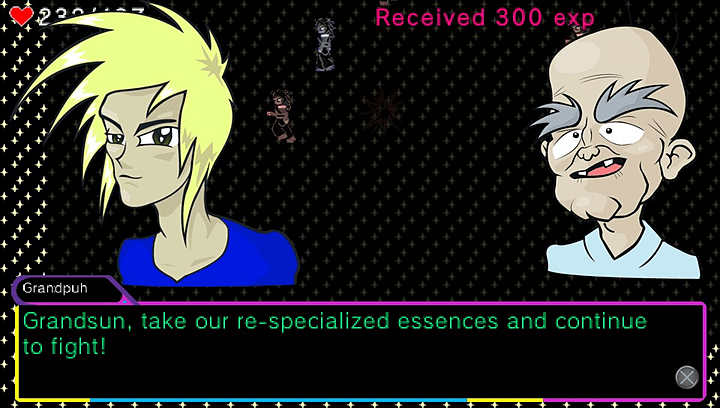 Received 300 exp
Grandpuh
Grandsun, take our re-specialized essences and continue
to fight!